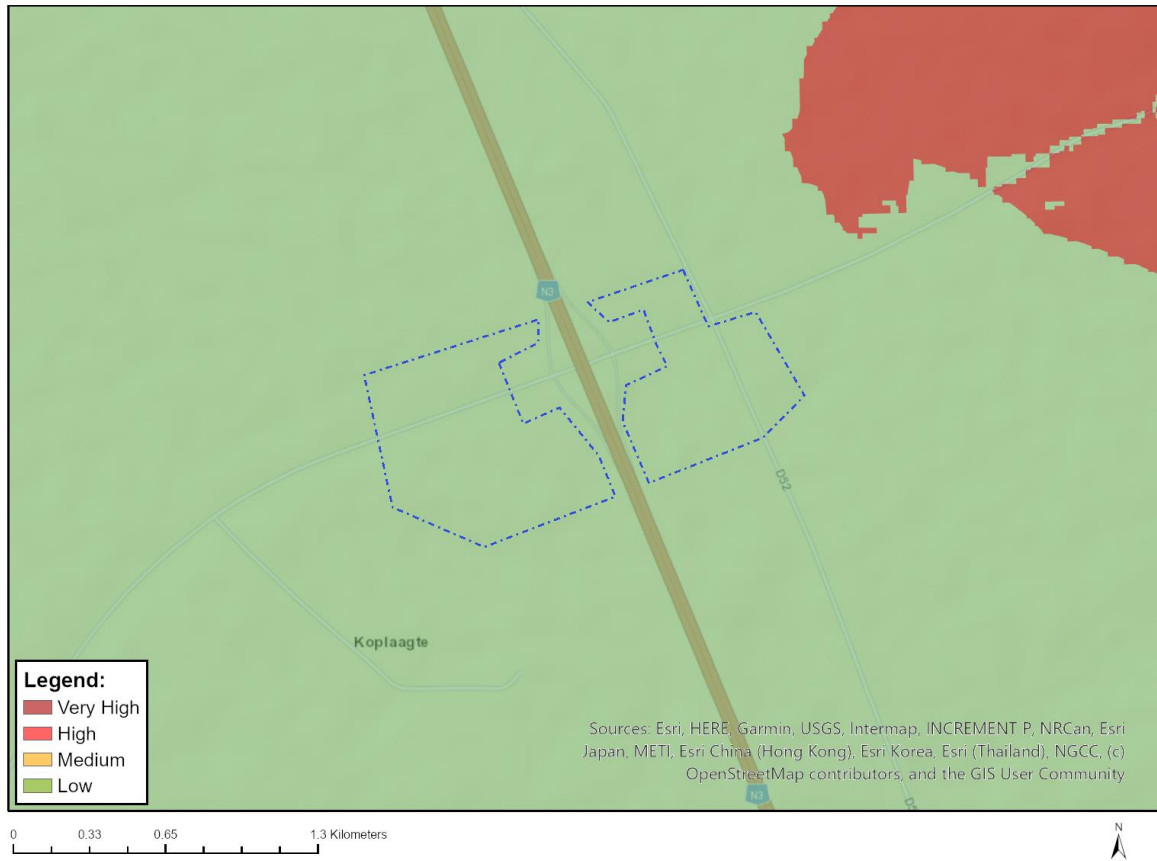 N3
D52
Koplaagte
Legend:
Very High
High
Medium
Low
Sources: Esri, HERE, Garmin, USGS, Intermap, INCREMENT P, NRCan, Esri
Japan, METI, Esri China (Hong Kong), Esri Korea, Esri (Thailand), NGCC, (c)
OpenStreetMap contributors, and the GIS User Community
N3
0 0.33 0.65 1.3 Kilometers
N